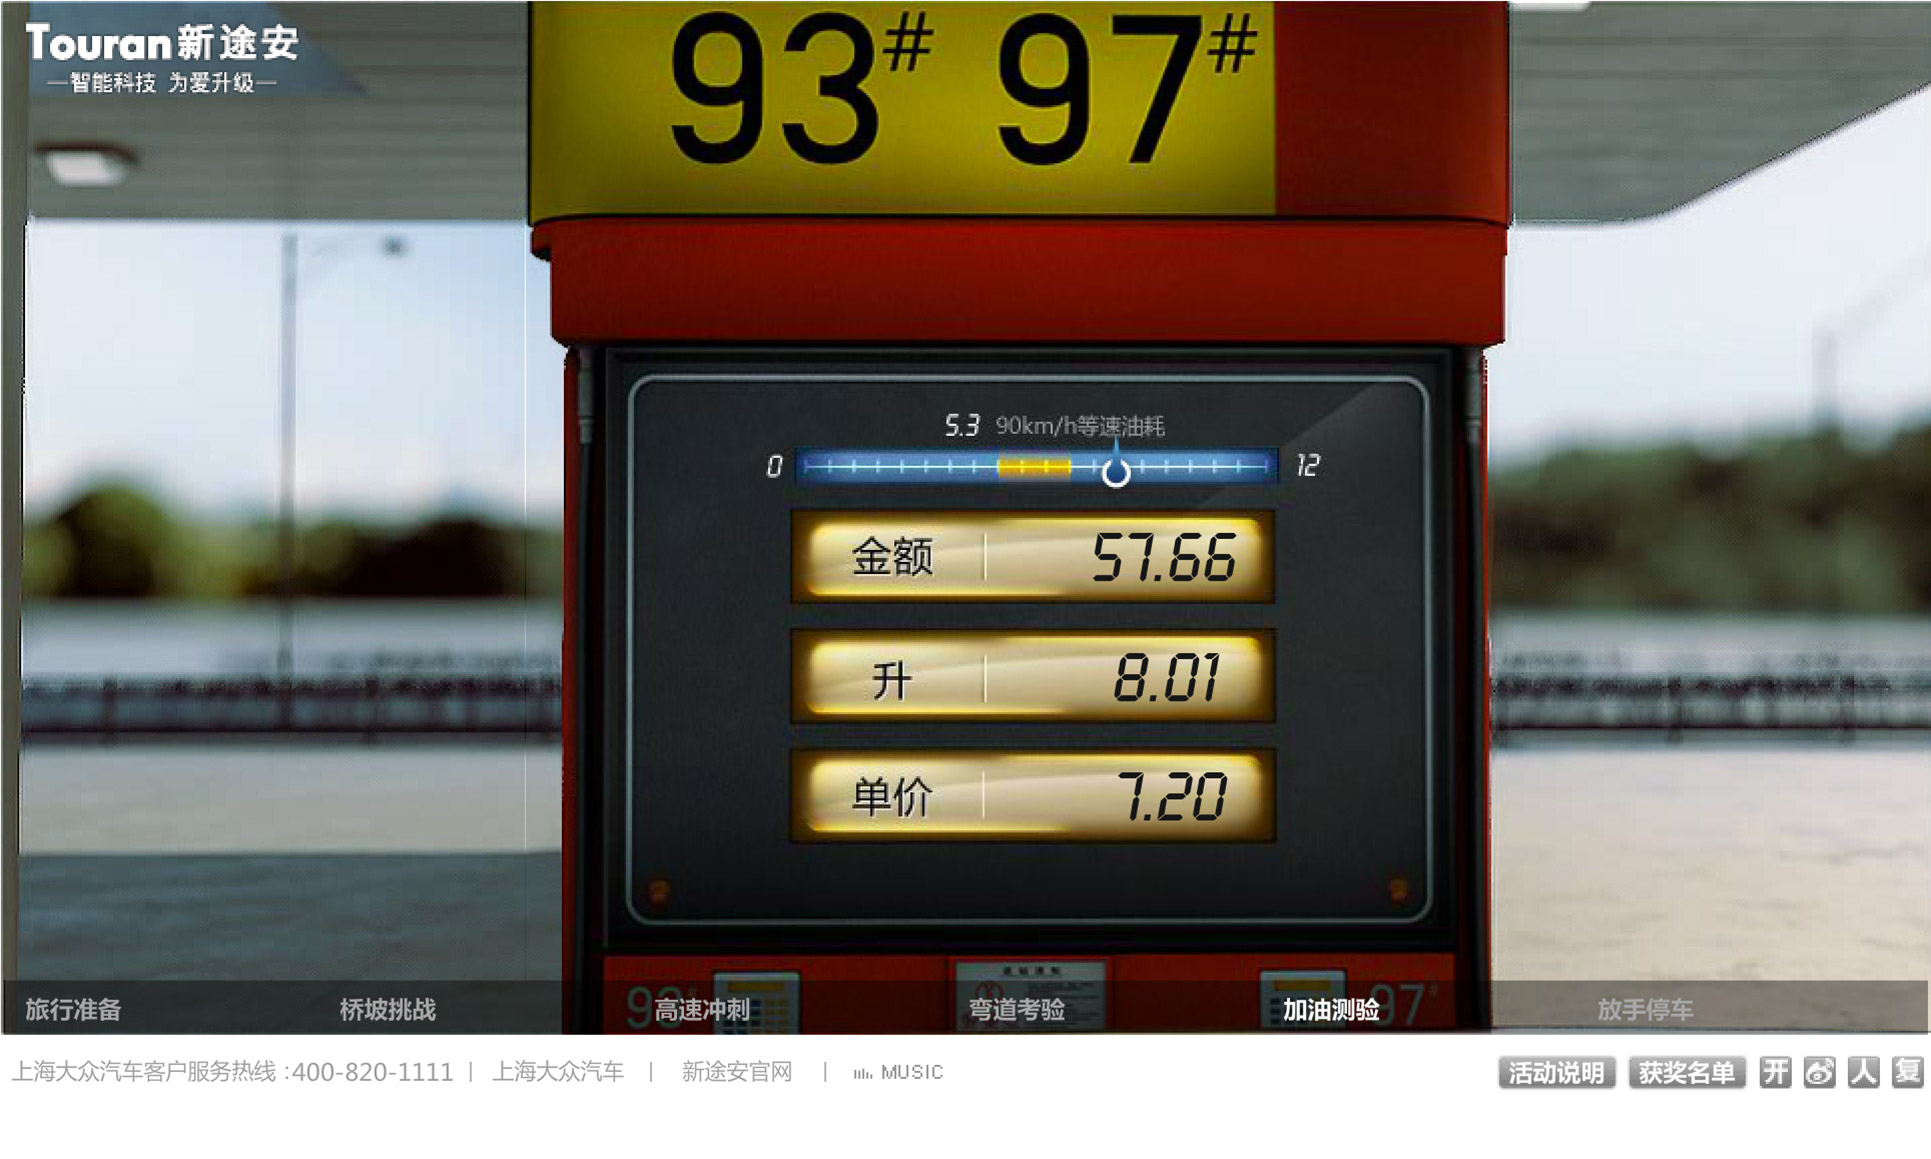 Touran新途安
—智能科技 为爱升级—
93# 97#
5.3 90km/h等速油耗
0 12
金额 57.66
升 8.01
单价 7.20
93# 97#
旅行准备 桥坡挑战 高速冲刺 弯道考验 加油测验 放手停车
上海大众汽车客户服务热线 :400-820-1111 | 上海大众汽车 | 新途安官网 | MUSIC
活动说明 获奖名单 开 人 复